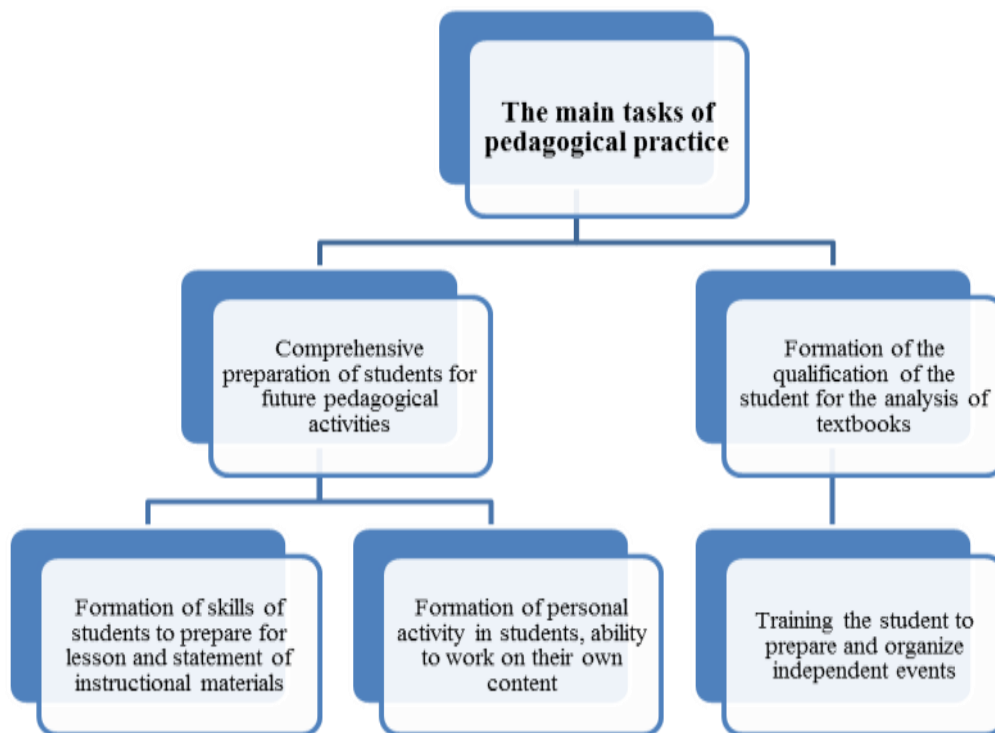 The main tasks of
pedagogical practice
Comprehensive
preparation of students for
future pedagogical
activities
Formation of the
qualification of the
student for the analysis of
textbooks
Formation of skills of
students to prepare for
lesson and statement of
instructional materials
Formation of personal
activity in students, ability
to work on their own
content
Training the student to
prepare and organize
independent events